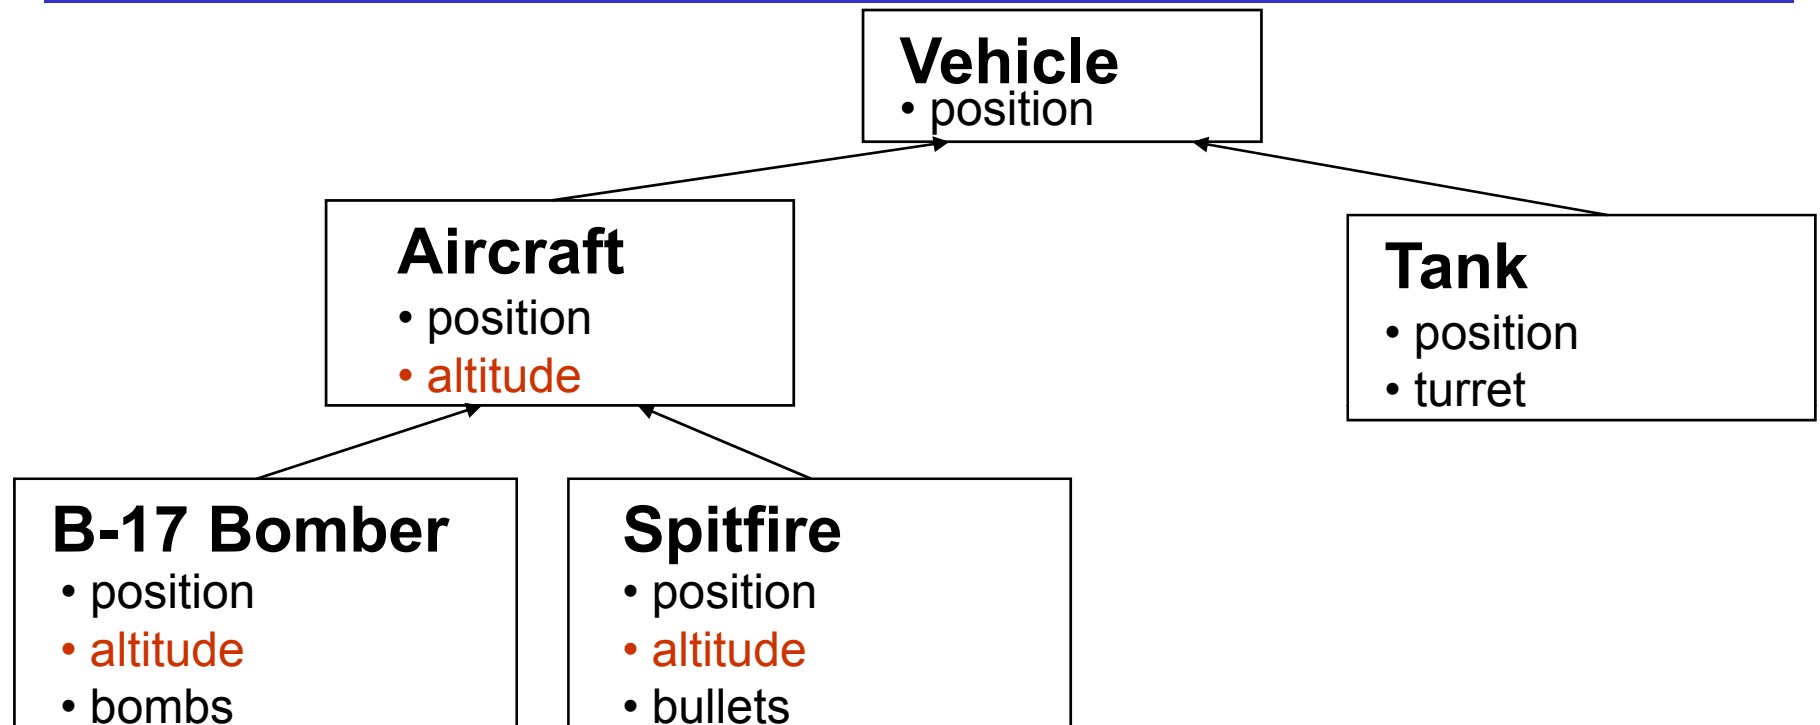 Vehicle
• position
Aircraft
• position
• altitude
Tank
• position
• turret
B-17 Bomber
• position
• altitude
• bombs
Spitfire
• position
• altitude
• bullets